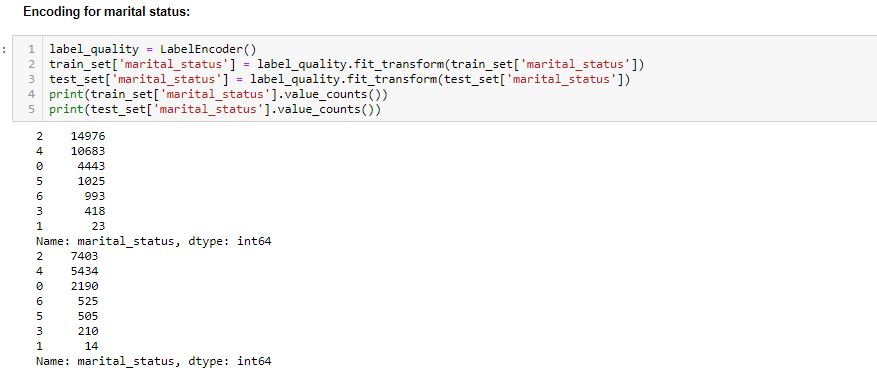 Encoding for marital status:
: 1 label_quality = LabelEncoder()
2 train_set['marital_status'] = label_quality.fit_transform(train_set['marital_status'])
3 test_set['marital_status'] = label_quality.fit_transform(test_set['marital_status'])
4 print(train_set['marital_status'].value_counts())
5 print(test_set['marital_status'].value_counts())
2 14976
4 10683
0 4443
5 1025
6 993
3 418
1 23
Name: marital_status, dtype: int64
2 7403
4 5434
0 2190
6 525
5 505
3 210
1 14
Name: marital_status, dtype: int64